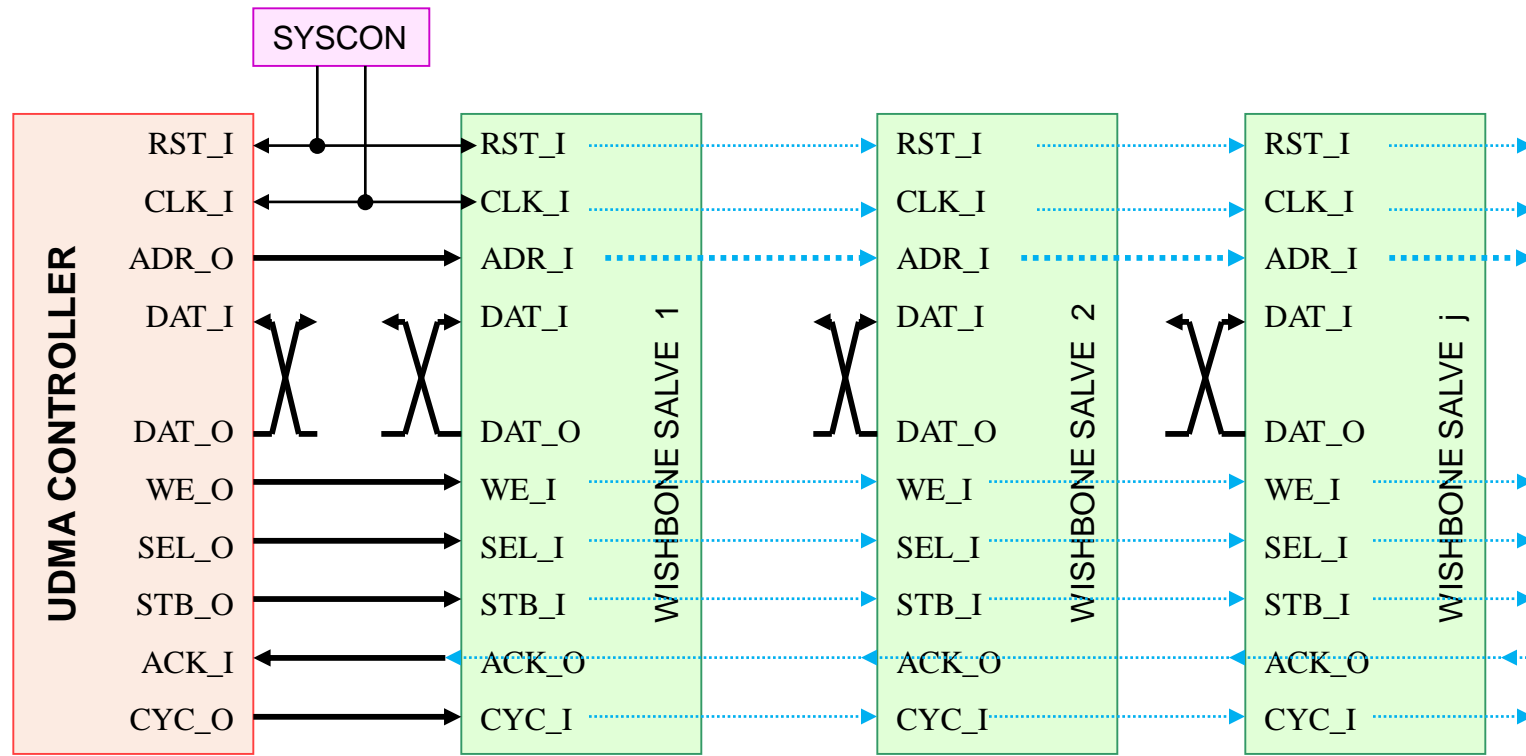 SYSCON
UDMA CONTROLLER
RST_I
CLK_I
ADR_O
DAT_I
DAT_O
WE_O
SEL_O
STB_O
ACK_I
CYC_O
RST_I
CLK_I
ADR_I
DAT_I
DAT_O
WE_I
SEL_I
STB_I
ACK_O
CYC_I
WISHBONE SALVE 1
RST_I
CLK_I
ADR_I
DAT_I
DAT_O
WE_I
SEL_I
STB_I
ACK_O
CYC_I
WISHBONE SALVE 2
RST_I
CLK_I
ADR_I
DAT_I
DAT_O
WE_I
SEL_I
STB_I
ACK_O
CYC_I
WISHBONE SALVE j